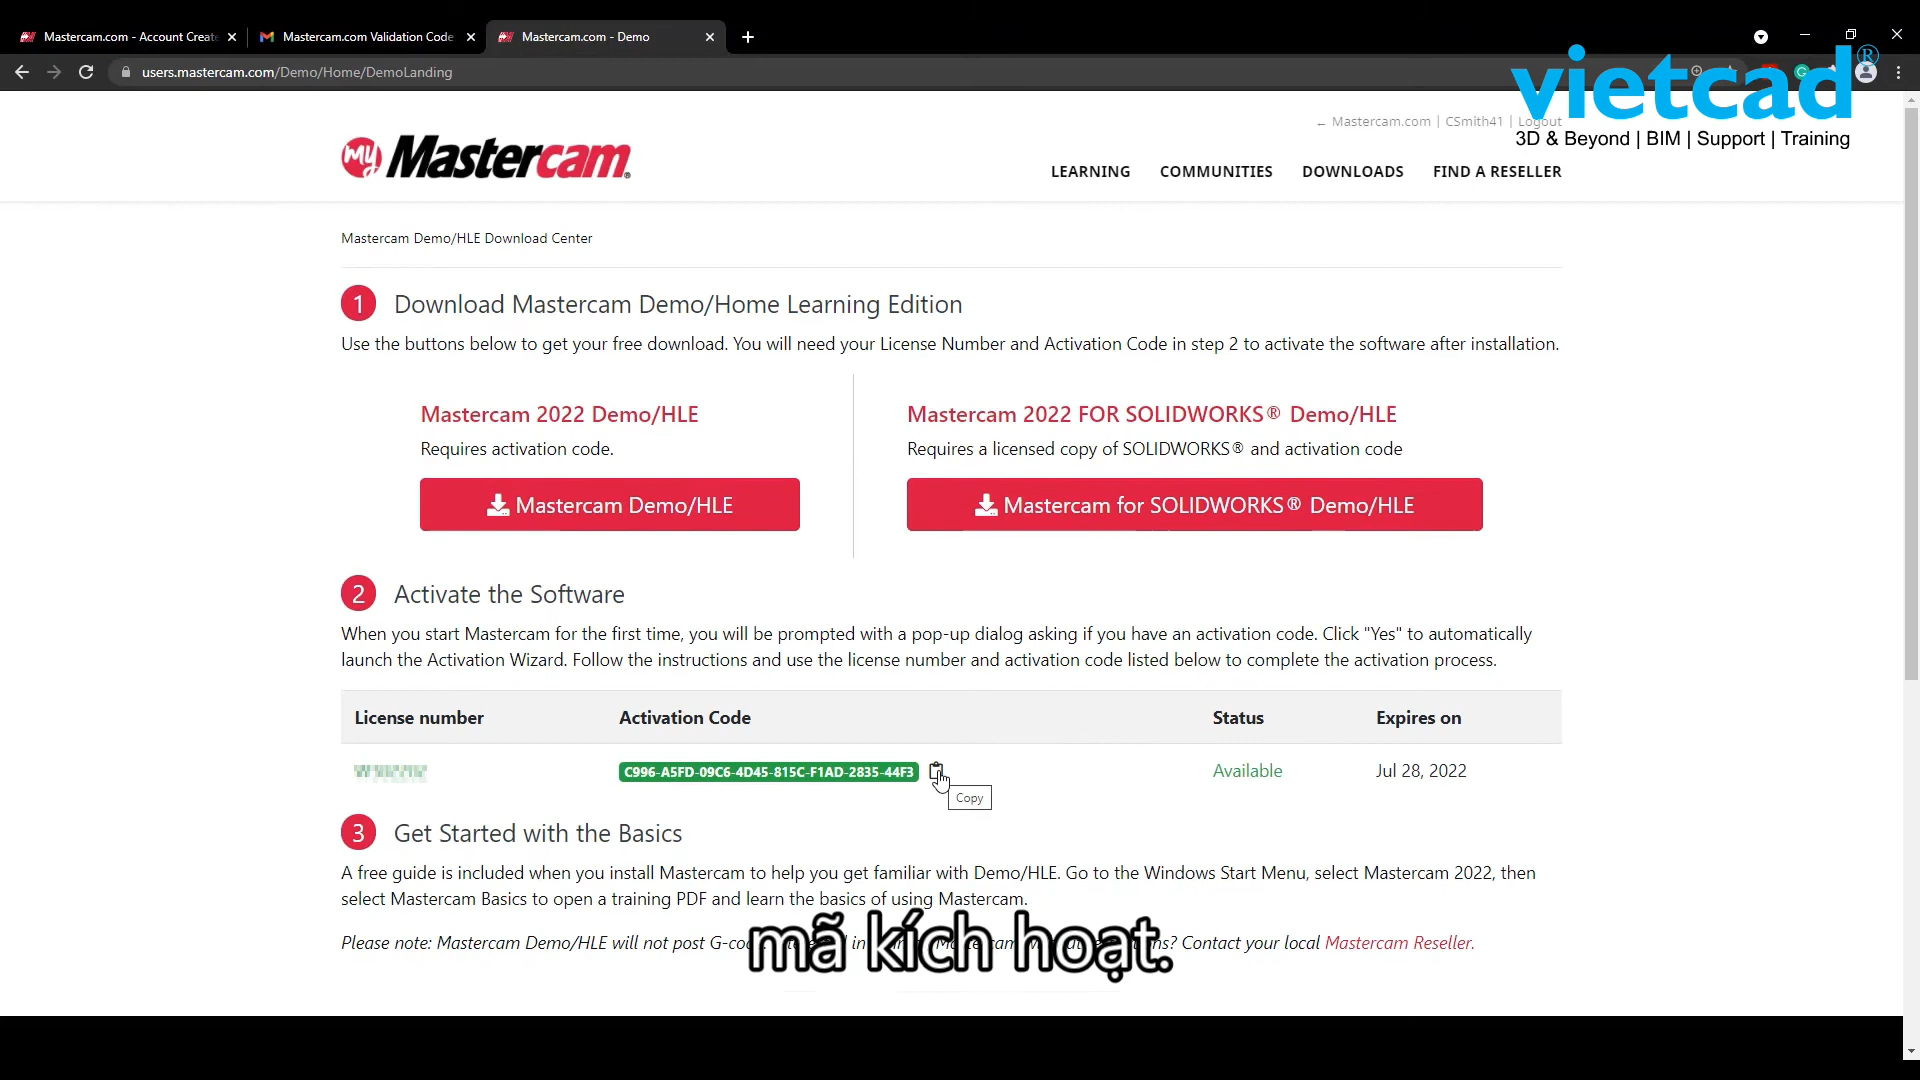 Mastercam.com - Account Create
Mastercam.com Validation Code
Mastercam.com - Demo
users.mastercam.com/Demo/Home/DemoLanding
vietcad®
3D & Beyond | BIM | Support | Training
← Mastercam.com | CSmith41 | Logout
my Mastercam®
LEARNING COMMUNITIES DOWNLOADS FIND A RESELLER
Mastercam Demo/HLE Download Center
1 Download Mastercam Demo/Home Learning Edition
Use the buttons below to get your free download. You will need your License Number and Activation Code in step 2 to activate the software after installation.
Mastercam 2022 Demo/HLE
Requires activation code.
Mastercam Demo/HLE
Mastercam 2022 FOR SOLIDWORKS® Demo/HLE
Requires a licensed copy of SOLIDWORKS® and activation code
Mastercam for SOLIDWORKS® Demo/HLE
2 Activate the Software
When you start Mastercam for the first time, you will be prompted with a pop-up dialog asking if you have an activation code. Click "Yes" to automatically
launch the Activation Wizard. Follow the instructions and use the license number and activation code listed below to complete the activation process.
License number Activation Code Status Expires on
C996-A5FD-09C6-4D45-815C-F1AD-2835-44F3 Available Jul 28, 2022
Copy
3 Get Started with the Basics
A free guide is included when you install Mastercam to help you get familiar with Demo/HLE. Go to the Windows Start Menu, select Mastercam 2022, then
select Mastercam Basics to open a training PDF and learn the basics of using Mastercam.
Please note: Mastercam Demo/HLE will not post G-code. Contact your local Mastercam Reseller.
mã kích hoạt.